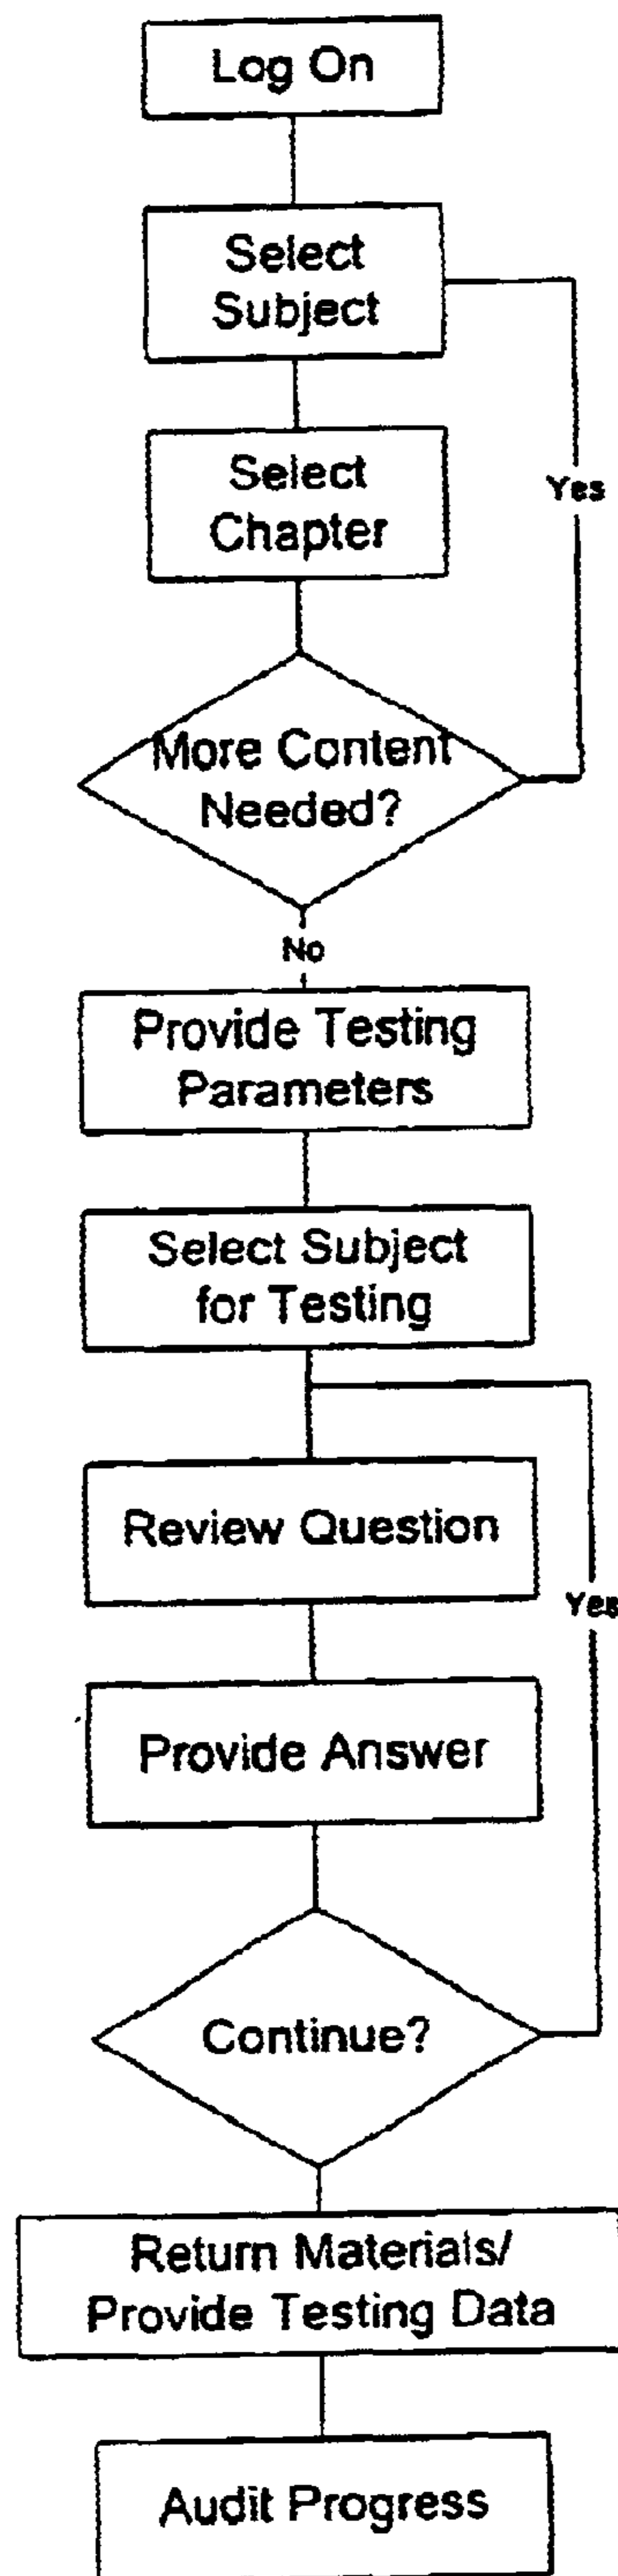 Log On
Select
Subject
Select
Chapter
Yes
More Content
Needed?
No
Provide Testing
Parameters
Select Subject
for Testing
Review Question
Yes
Provide Answer
Continue?
Return Materials/
Provide Testing Data
Audit Progress